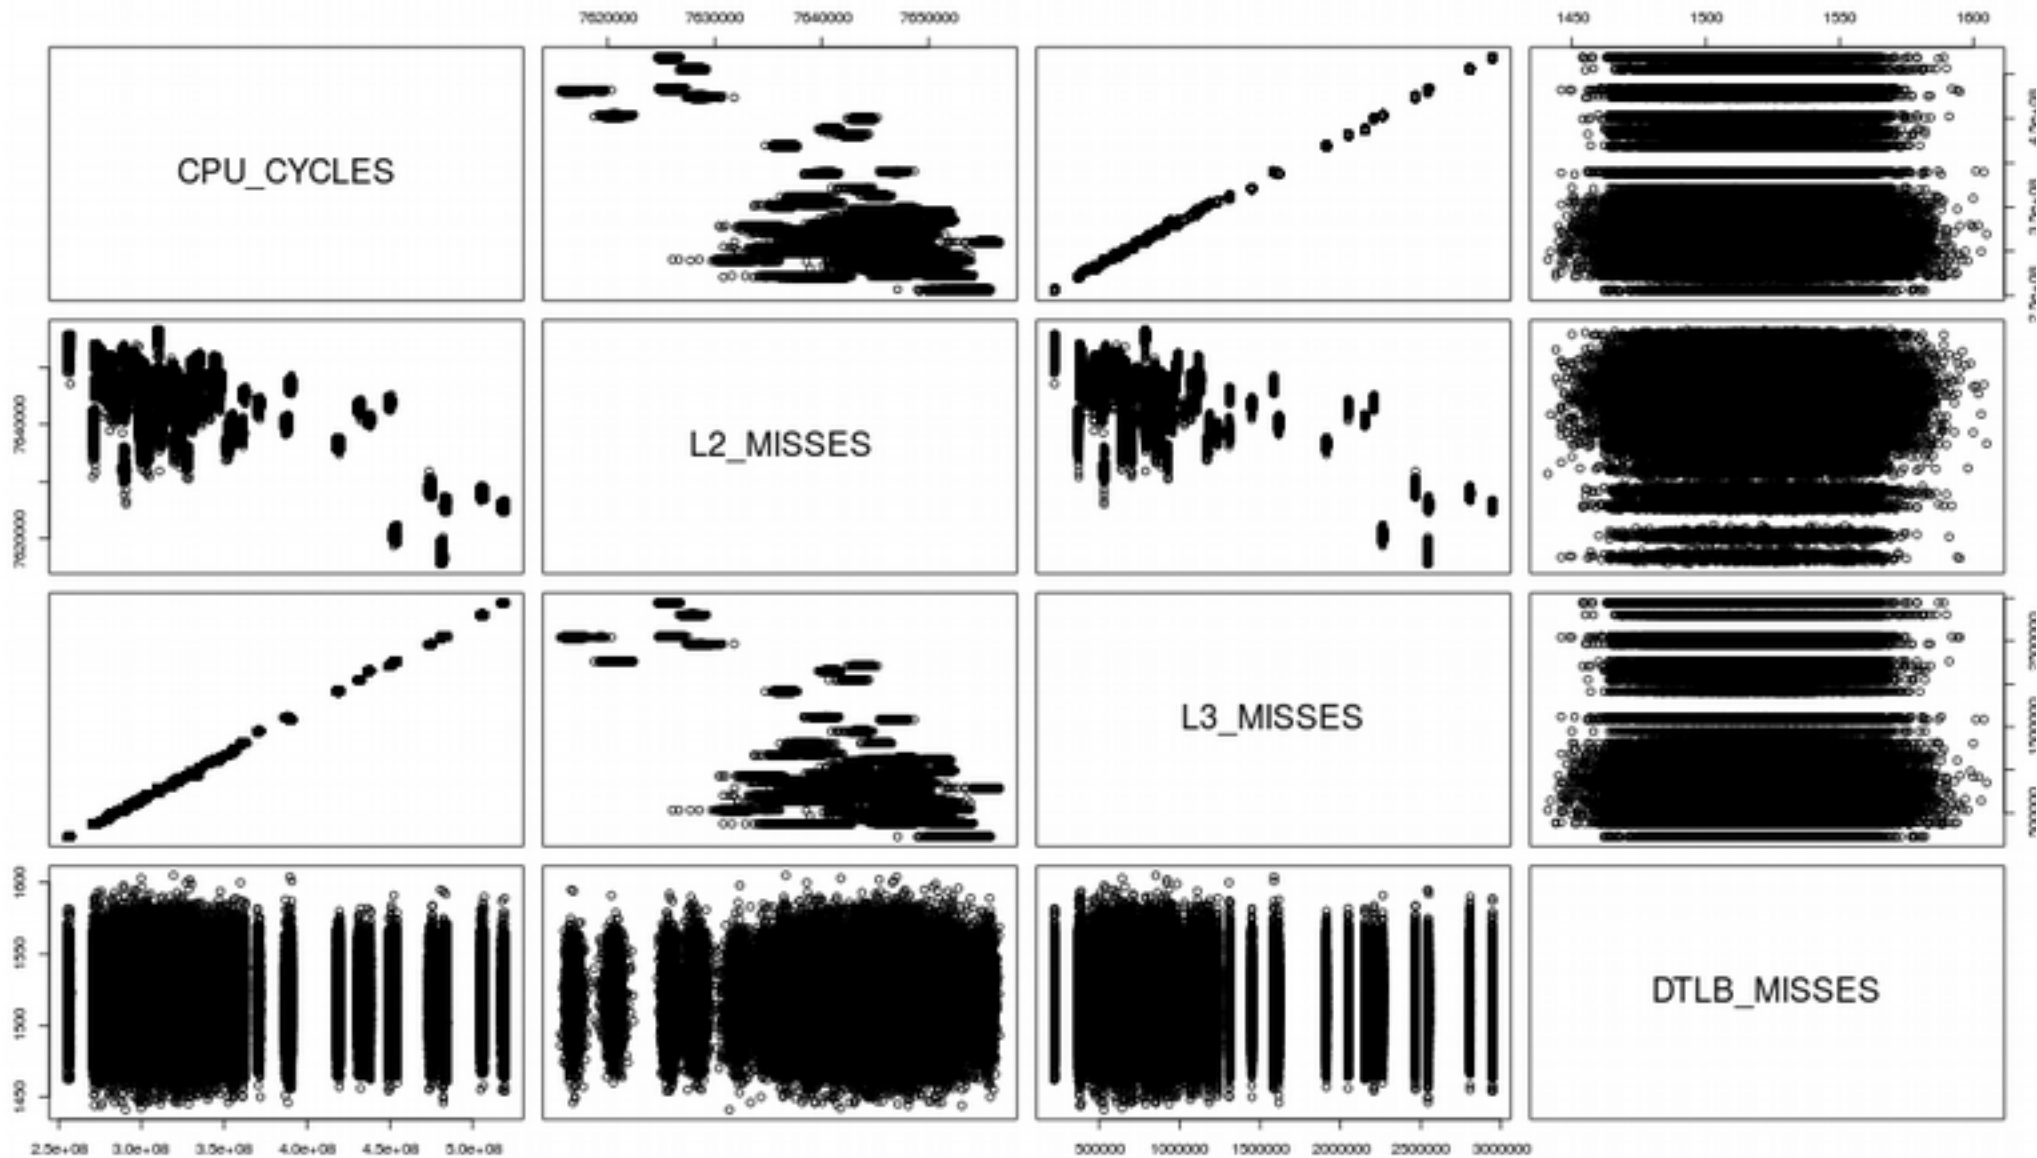 7620000 7630000 7640000 7650000 1450 1500 1550 1600
CPU_CYCLES
7620000 7640000
L2_MISSES
L3_MISSES
1450 1500 1550 1600
DTLB_MISSES
2.5e+08 3.0e+08 3.5e+08 4.0e+08 4.5e+08 5.0e+08 500000 1000000 1500000 2000000 2500000 3000000